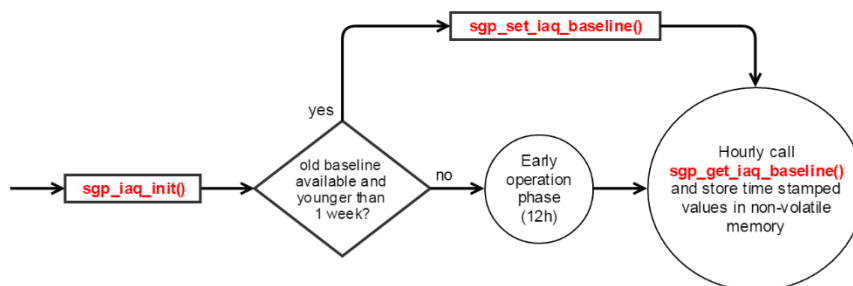 sgp_set_iaq_baseline()
yes
sgp_iaq_init()
old baseline
available and
younger than
1 week?
no
Early
operation
phase
(12h)
Hourly call
sgp_get_iaq_baseline()
and store time stamped
values in non-volatile
memory